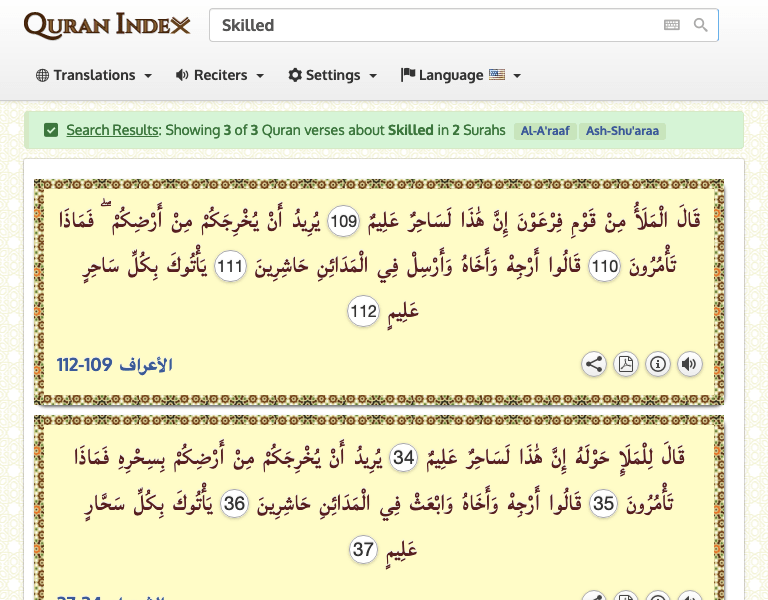 QURAN INDEX
Skilled
Translations
Reciters
Settings
Language
Search Results: Showing 3 of 3 Quran verses about Skilled in 2 Surahs Al-A'raaf Ash-Shu'araa
قَالَ الْمَلَأُ مِنْ قَوْمِ فِرْعَوْنَ إِنَّ هَٰذَا لَسَاحِرٌ عَلِيمٌ 109 يُرِيدُ أَنْ يُخْرِجَكُمْ مِنْ أَرْضِكُمْ ۖ فَمَاذَا
تَأْمُرُونَ 110 قَالُوا أَرْجِهْ وَأَخَاهُ وَأَرْسِلْ فِي الْمَدَائِنِ حَاشِرِينَ 111 يَأْتُوكَ بِكُلِّ سَاحِرٍ
عَلِيمٍ 112
الأعراف 109-112
قَالَ لِلْمَلَإِ حَوْلَهُ إِنَّ هَٰذَا لَسَاحِرٌ عَلِيمٌ 34 يُرِيدُ أَنْ يُخْرِجَكُمْ مِنْ أَرْضِكُمْ بِسِحْرِهِ فَمَاذَا
تَأْمُرُونَ 35 قَالُوا أَرْجِهْ وَأَخَاهُ وَابْعَثْ فِي الْمَدَائِنِ حَاشِرِينَ 36 يَأْتُوكَ بِكُلِّ سَحَّارٍ
عَلِيمٍ 37